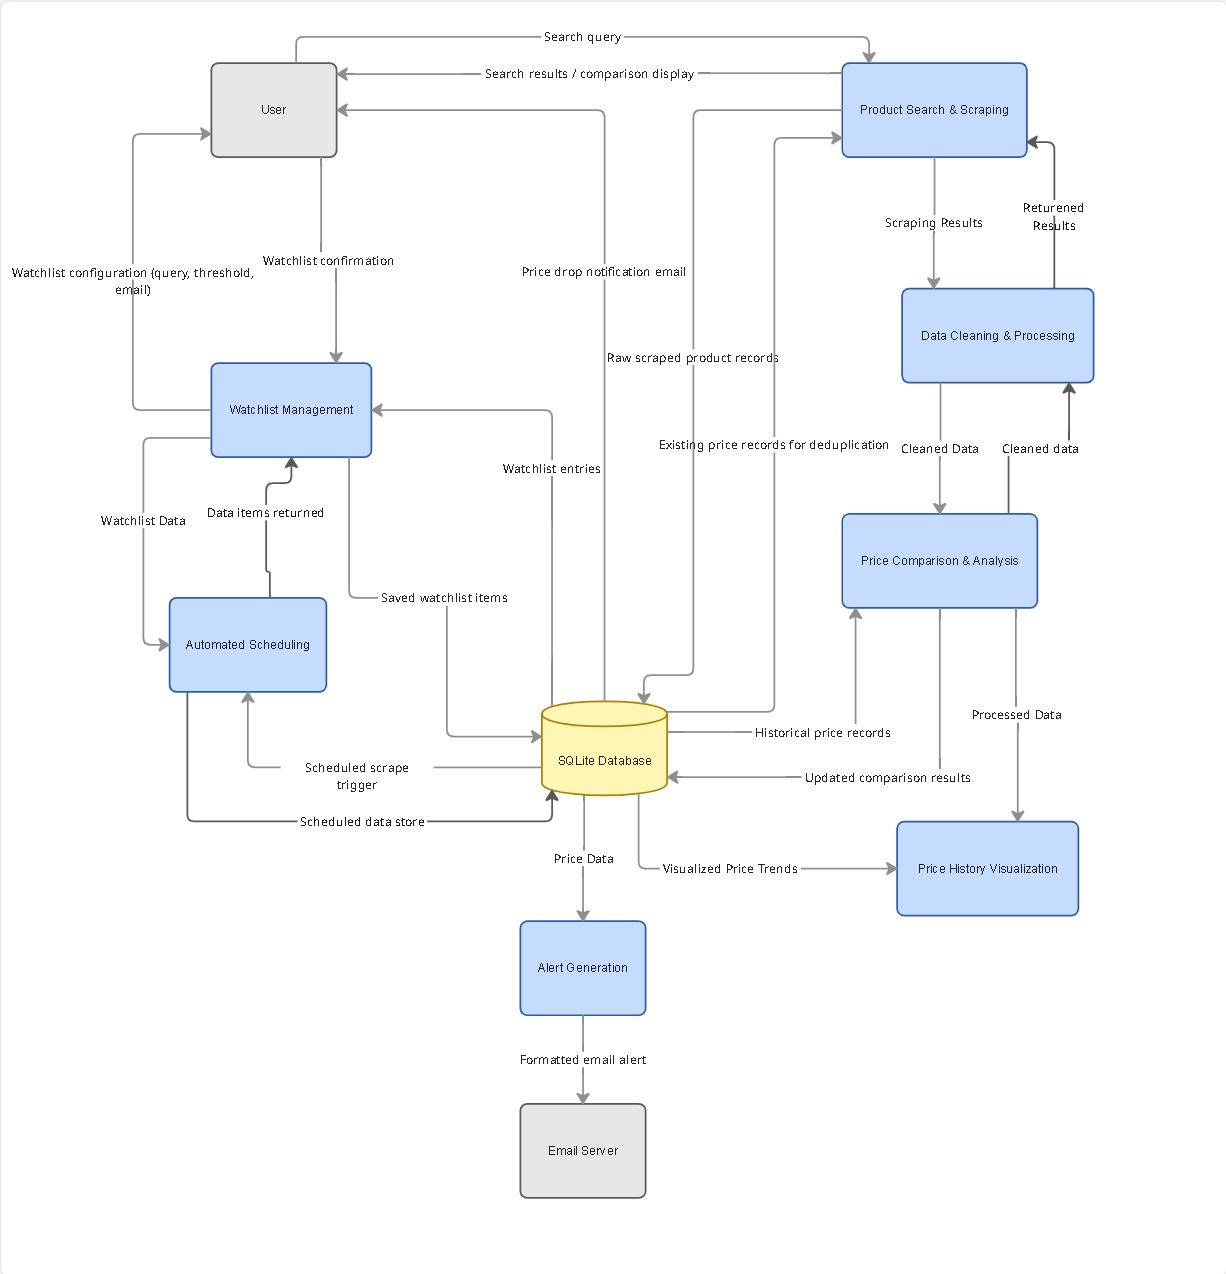 Search query
Search results / comparison display
User
Product Search & Scraping
Returened
Results
Scraping Results
Watchlist confirmation
Watchlist configuration (query, threshold,
email)
Price drop notification email
Data Cleaning & Processing
Raw scraped product records
Watchlist Management
Existing price records for deduplication
Cleaned Data
Cleaned data
Watchlist entries
Data items returned
Watchlist Data
Price Comparison & Analysis
Saved watchlist items
Automated Scheduling
Processed Data
Historical price records
SQLite Database
Scheduled scrape
trigger
Updated comparison results
Scheduled data store
Price Data
Visualized Price Trends
Price History Visualization
Alert Generation
Formatted email alert
Email Server